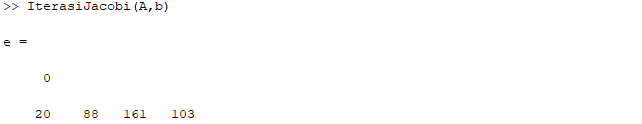 >> IterasiJacobi(A,b)
e =
0
20 88 161 103